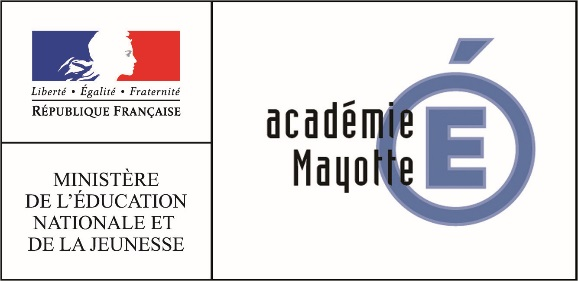 Liberté • Égalité • Fraternité
RÉPUBLIQUE FRANÇAISE
MINISTÈRE
DE L'ÉDUCATION
NATIONALE ET
DE LA JEUNESSE
académie
Mayotte
É